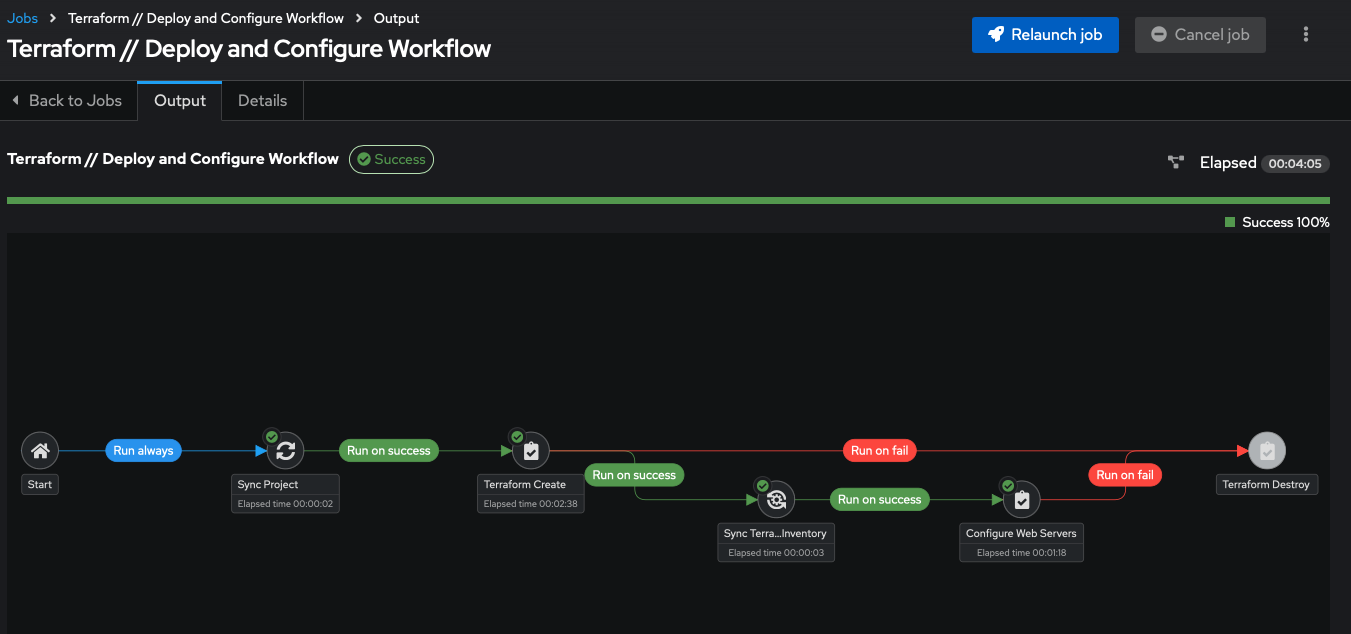 Jobs > Terraform // Deploy and Configure Workflow > Output
Terraform // Deploy and Configure Workflow
Relaunch job
Cancel job
Back to Jobs
Output
Details
Terraform // Deploy and Configure Workflow
Success
Elapsed 00:04:05
Success 100%
Start
Run always
Sync Project
Elapsed time 00:00:02
Run on success
Terraform Create
Elapsed time 00:02:38
Run on success
Run on fail
Sync Terra...Inventory
Elapsed time 00:00:03
Run on success
Configure Web Servers
Elapsed time 00:01:18
Run on fail
Terraform Destroy